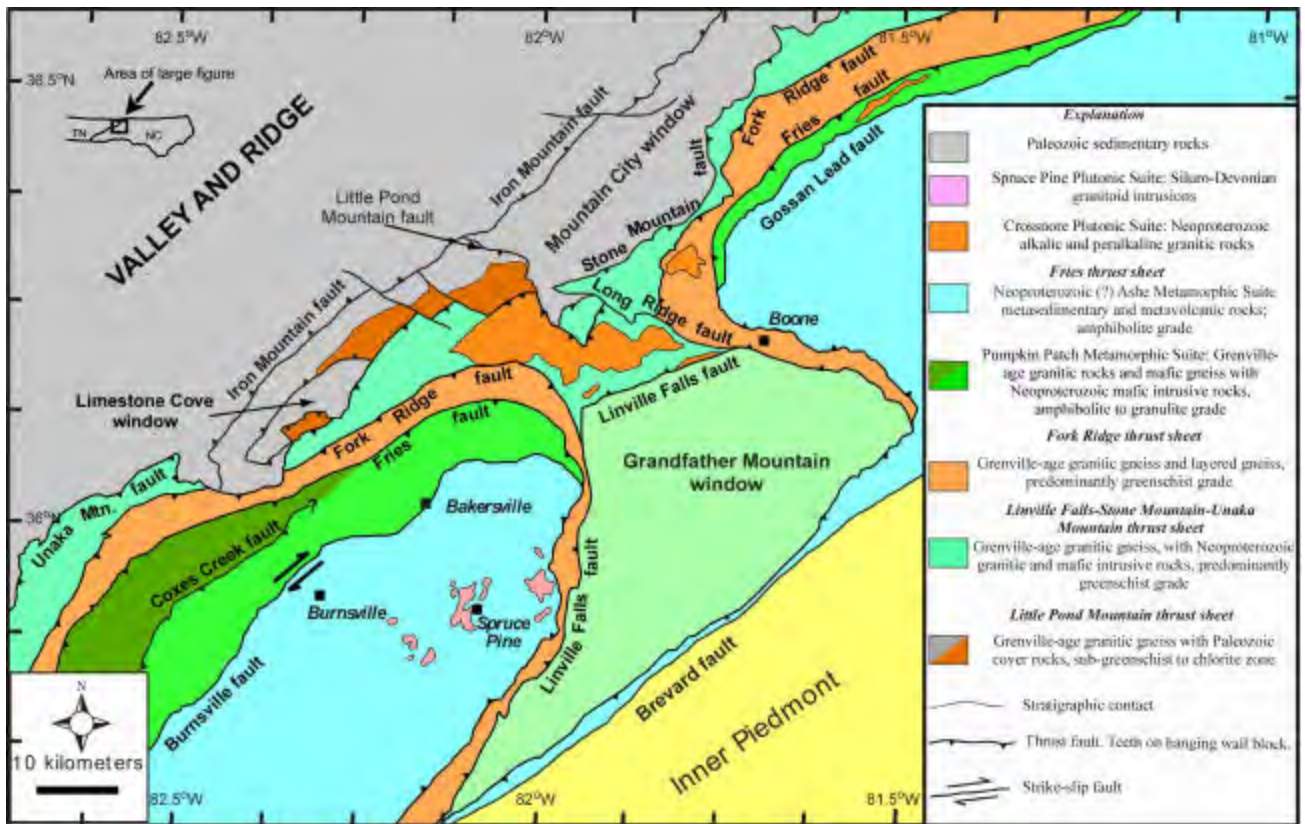 82.5°W
82°W
81.5°W
81°W
36.5°N
Area of large figure
TN
NC
VALLEY AND RIDGE
Iron Mountain fault
Mountain City window
Little Pond
Mountain fault
Stone Mountain
fault
Fork Ridge fault
Fries fault
Gossan Lead fault
Long Ridge fault
Boone
Iron Mountain fault
Limestone Cove
window
Fork Ridge fault
Fries fault
Linville Falls fault
Grandfather Mountain
window
Unaka Mtn. fault
36°N
Coxes Creek fault
?
Bakersville
Burnsville
Spruce
Pine
Linville Falls fault
Burnsville fault
Brevard fault
Inner Piedmont
N
10 kilometers
82.5°W
82°W
81.5°W
Explanation
Paleozoic sedimentary rocks
Spruce Pine Plutonic Suite: Siluro-Devonian
granitoid intrusions
Crossnore Plutonic Suite: Neoproterozoic
alkalic and peralkaline granitic rocks
Fries thrust sheet
Neoproterozoic (?) Ashe Metamorphic Suite
metasedimentary and metavolcanic rocks;
amphibolite grade
Pumpkin Patch Metamorphic Suite: Grenville-
age granitic rocks and mafic gneiss with
Neoproterozoic mafic intrusive rocks,
amphibolite to granulite grade
Fork Ridge thrust sheet
Grenville-age granitic gneiss and layered gneiss,
predominantly greenschist grade
Linville Falls-Stone Mountain-Unaka
Mountain thrust sheet
Grenville-age granitic gneiss, with Neoproterozoic
granitic and mafic intrusive rocks, predominantly
greenschist grade
Little Pond Mountain thrust sheet
Grenville-age granitic gneiss with Paleozoic
cover rocks, sub-greenschist to chlorite zone
Stratigraphic contact
Thrust fault. Teeth on hanging wall block.
Strike-slip fault